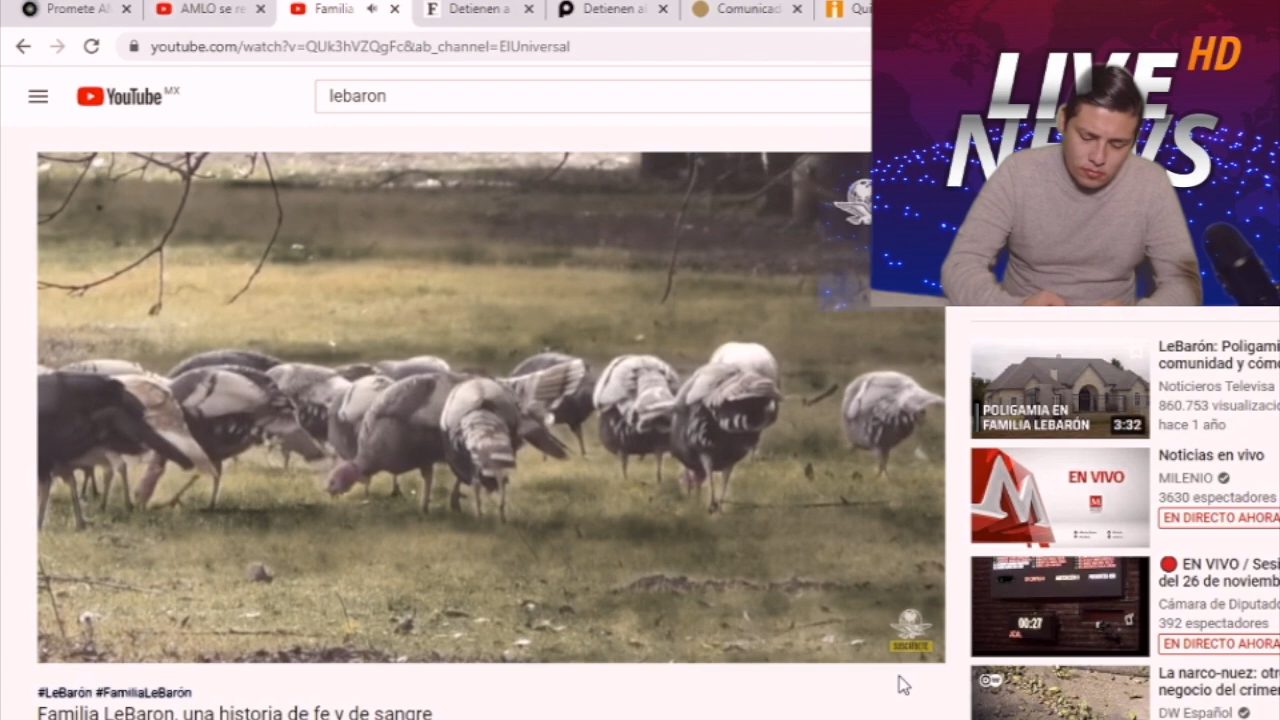 Promete A
AMLO se re
Familia
F
Detienen a
Detienen a
Comunicad
Qui
youtube.com/watch?v=QUk3hVZQgFc&ab_channel=ElUniversal
YouTube MX
lebaron
LIVE HD
NEWS
SUSCRÍBETE
#LeBarón #FamiliaLeBarón
Familia LeBaron, una historia de fe y de sangre
POLIGAMIA EN
FAMILIA LEBARÓN
3:32
LeBarón: Poligami
comunidad y cómo
Noticieros Televisa
860.753 visualizacio
hace 1 año
M
EN VIVO
Noticias en vivo
MILENIO
3630 espectadores
EN DIRECTO AHORA
00:27
EN VIVO / Sesi
del 26 de noviemb
Cámara de Diputado
392 espectadores
EN DIRECTO AHORA
DW
La narco-nuez: otr
negocio del crimen
DW Español